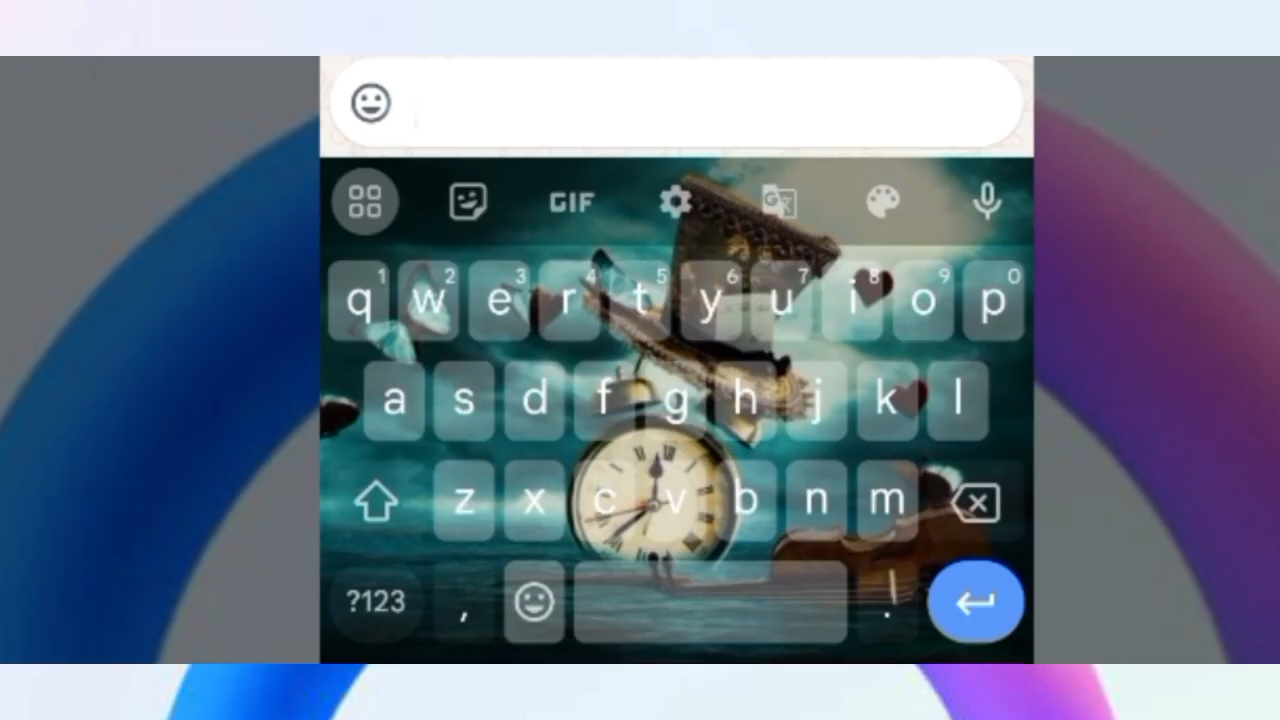 GIF
q1 w2 e3 r4 t5 y6 u7 i8 o9 p0
a s d f g h j k l
z x c v b n m
?123 , .